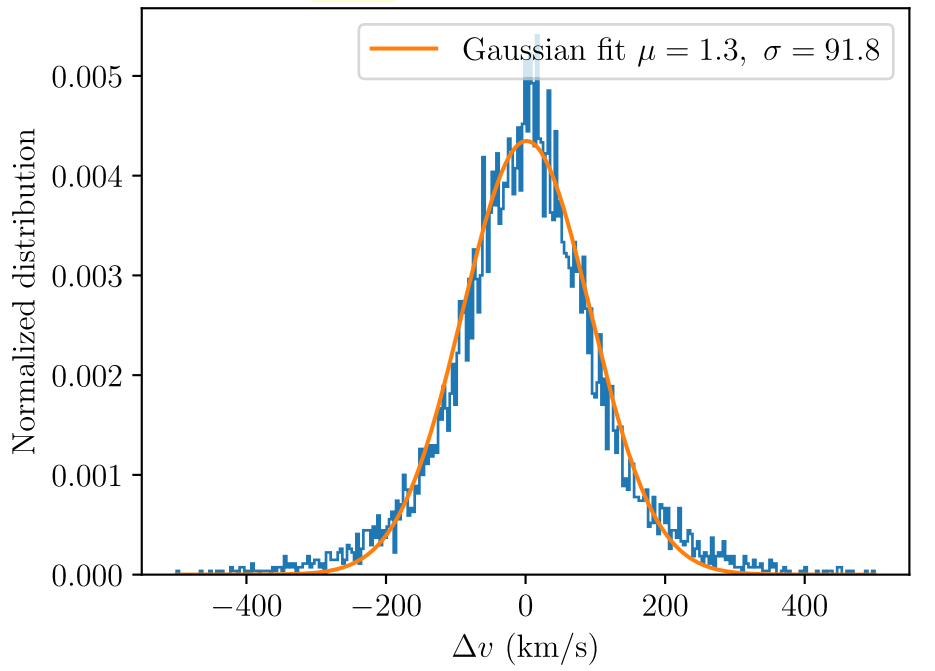 Gaussian fit μ = 1.3, σ = 91.8
Normalized distribution
0.005
0.004
0.003
0.002
0.001
0.000
−400 −200 0 200 400
Δv (km/s)